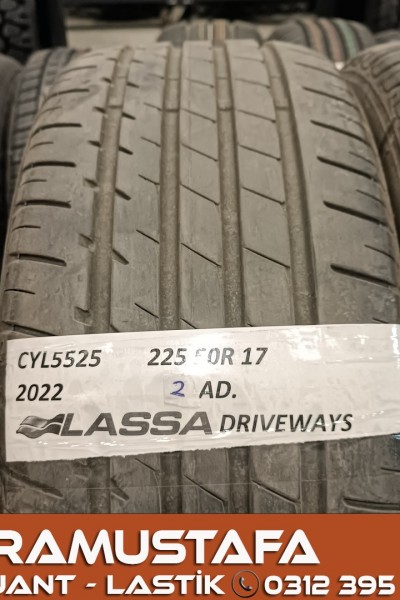 CYL5525 225 50R 17
2022 2 AD.
LASSA DRIVEWAYS
RAMUSTAFA
JANT - LASTİK 0312 395